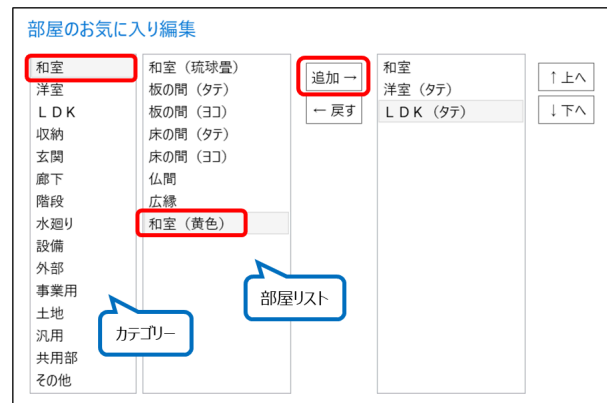 部屋のお気に入り編集
和室
洋室
ＬＤＫ
収納
玄関
廊下
階段
水廻り
設備
外部
事業用
土地
汎用
共用部
その他
カテゴリー
和室（琉球畳）
板の間（タテ）
板の間（ヨコ）
床の間（タテ）
床の間（ヨコ）
仏間
広縁
和室（黄色）
部屋リスト
追加 →
← 戻す
和室
洋室（タテ）
ＬＤＫ（タテ）
↑上へ
↓下へ